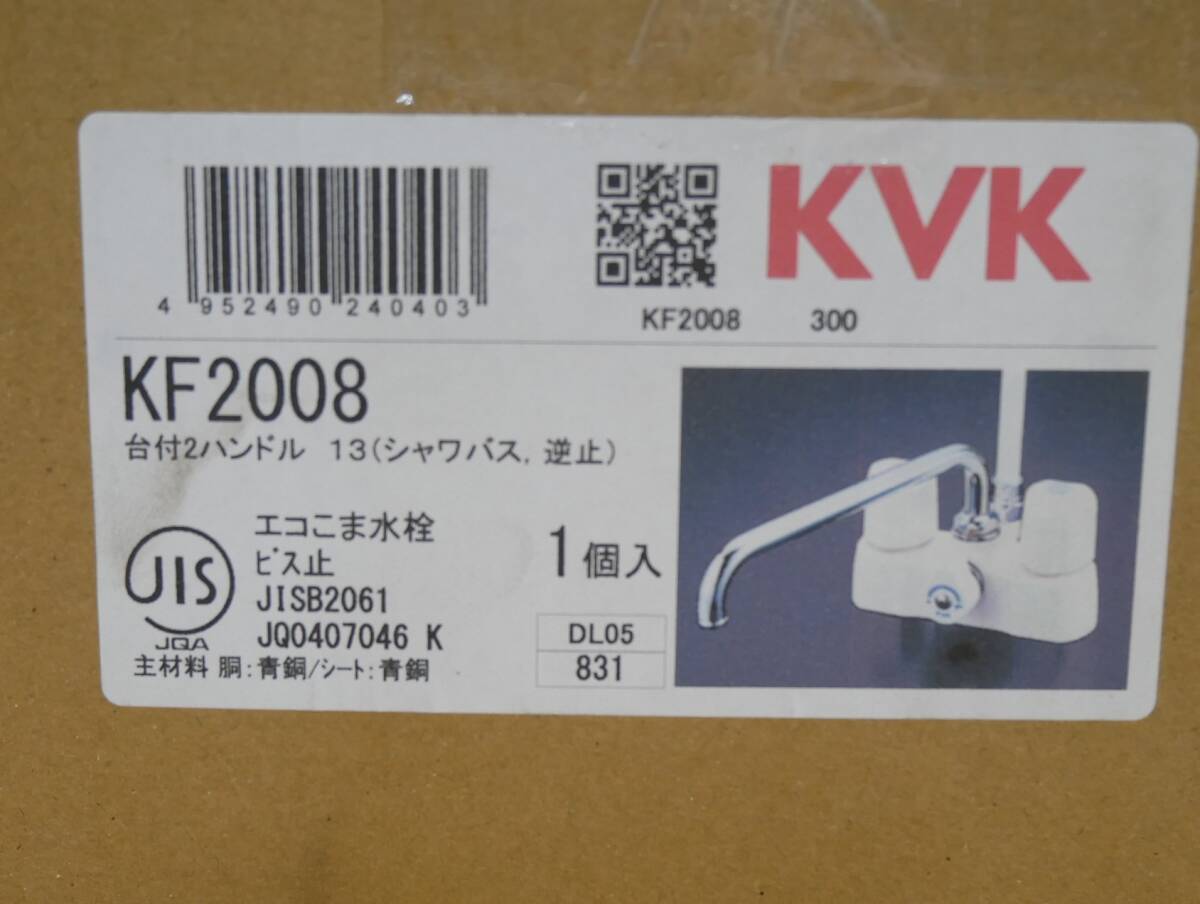 KVK
4 952490 240403
KF2008 300
KF2008
台付2ハンドル 13(シャワバス, 逆止)
エコこま水栓
ビス止
1個入
JISB2061
JIS
JQA
JQ0407046 K
DL05
831
主材料 胴:青銅/シート:青銅